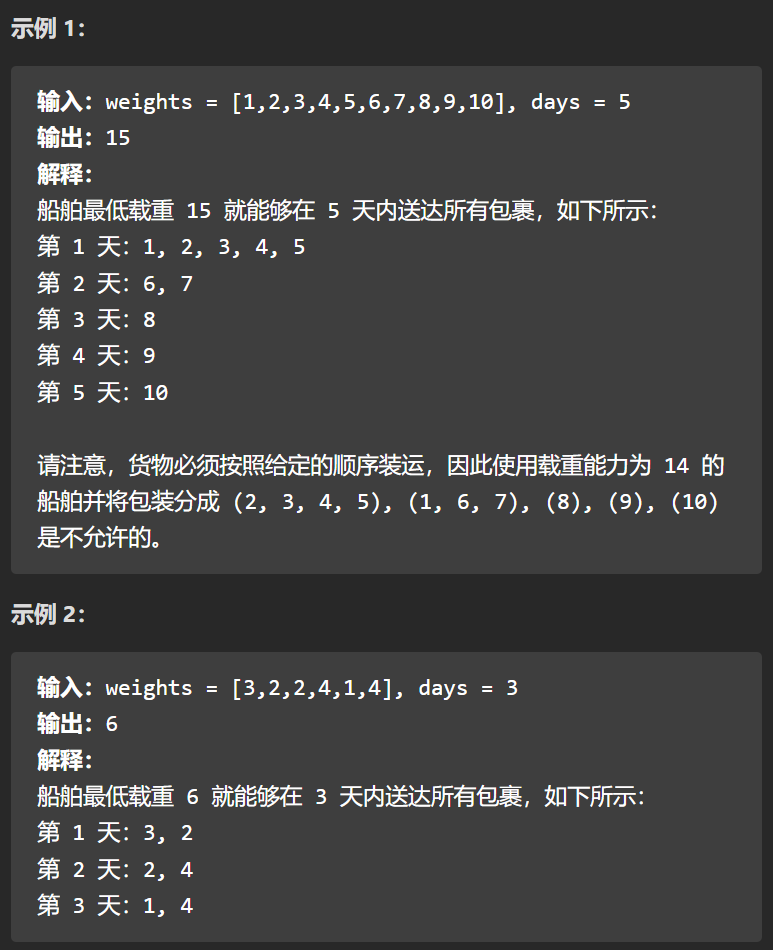 示例 1：
输入：weights = [1,2,3,4,5,6,7,8,9,10], days = 5
输出：15
解释：
船舶最低载重 15 就能够在 5 天内送达所有包裹，如下所示：
第 1 天：1, 2, 3, 4, 5
第 2 天：6, 7
第 3 天：8
第 4 天：9
第 5 天：10
请注意，货物必须按照给定的顺序装运，因此使用载重能力为 14 的
船舶并将包装分成 (2, 3, 4, 5), (1, 6, 7), (8), (9), (10)
是不允许的。
示例 2：
输入：weights = [3,2,2,4,1,4], days = 3
输出：6
解释：
船舶最低载重 6 就能够在 3 天内送达所有包裹，如下所示：
第 1 天：3, 2
第 2 天：2, 4
第 3 天：1, 4